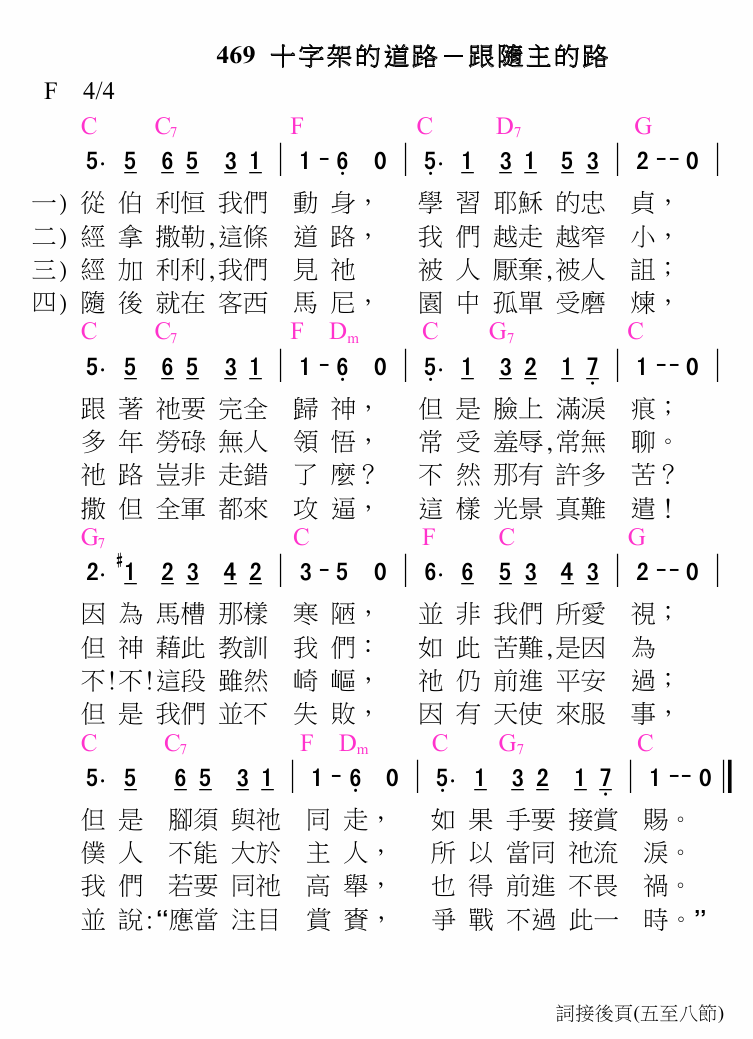 469 十字架的道路－跟隨主的路
F 4/4
C C7 F C D7 G
5· 5 6 5 3 1 | 1 - 6 0 | 5· 1 3 1 5 3 | 2 - - 0 |
一) 從伯利恒我們動身， 學習耶穌的忠貞，
二) 經拿撒勒,這條道路， 我們越走越窄小，
三) 經加利利,我們見祂 被人厭棄,被人詛；
四) 隨後就在客西馬尼， 園中孤單受磨煉，
C C7 F Dm C G7 C
5· 5 6 5 3 1 | 1 - 6 0 | 5· 1 3 2 1 7 | 1 - - 0 |
跟著祂要完全歸神， 但是臉上滿淚痕；
多年勞碌無人領悟， 常受羞辱,常無聊。
祂路豈非走錯了麼？ 不然那有許多苦？
撒但全軍都來攻逼， 這樣光景真難遣！
G7 C F C G
2· #1 2 3 4 2 | 3 - 5 0 | 6· 6 5 3 4 3 | 2 - - 0 |
因為馬槽那樣寒陋， 並非我們所愛視；
但神藉此教訓我們： 如此苦難,是因為
不!不!這段雖然崎嶇， 祂仍前進平安過；
但是我們並不失敗， 因有天使來服事，
C C7 F Dm C G7 C
5· 5 6 5 3 1 | 1 - 6 0 | 5· 1 3 2 1 7 | 1 - - 0 ‖
但是腳須與祂同走， 如果手要接賞賜。
僕人不能大於主人， 所以當同祂流淚。
我們若要同祂高舉， 也得前進不畏禍。
並說:“應當注目賞賚， 爭戰不過此一時。”
詞接後頁(五至八節)